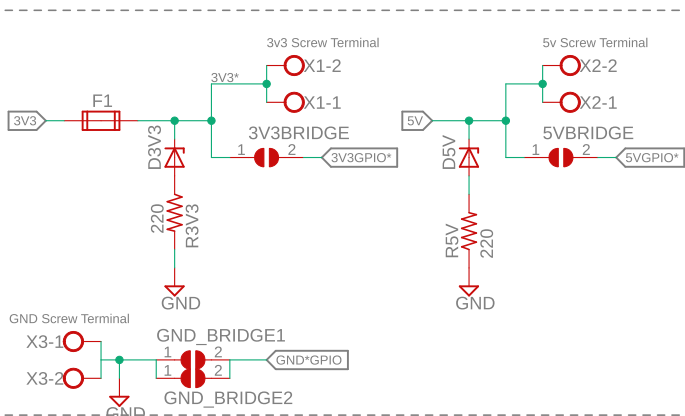 3v3 Screw Terminal
5v Screw Terminal
X1-2
X2-2
3V3*
F1
X1-1
X2-1
3V3
5V
3V3BRIDGE
5VBRIDGE
D3V3
D5V
1 2
1 2
3V3GPIO*
5VGPIO*
220
R3V3
R5V
220
GND
GND
GND Screw Terminal
GND_BRIDGE1
X3-1
1 2
GND*GPIO
X3-2
1 2
GND_BRIDGE2
GND